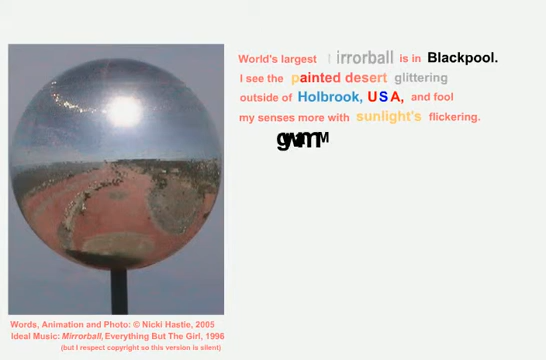 World's largest irrorball is in Blackpool.
I see the painted desert glittering
outside of Holbrook, USA, and fool
my senses more with sunlight's flickering.
Words, Animation and Photo: © Nicki Hastie, 2005
Ideal Music: Mirrorball, Everything But The Girl, 1996
(but I respect copyright so this version is silent)